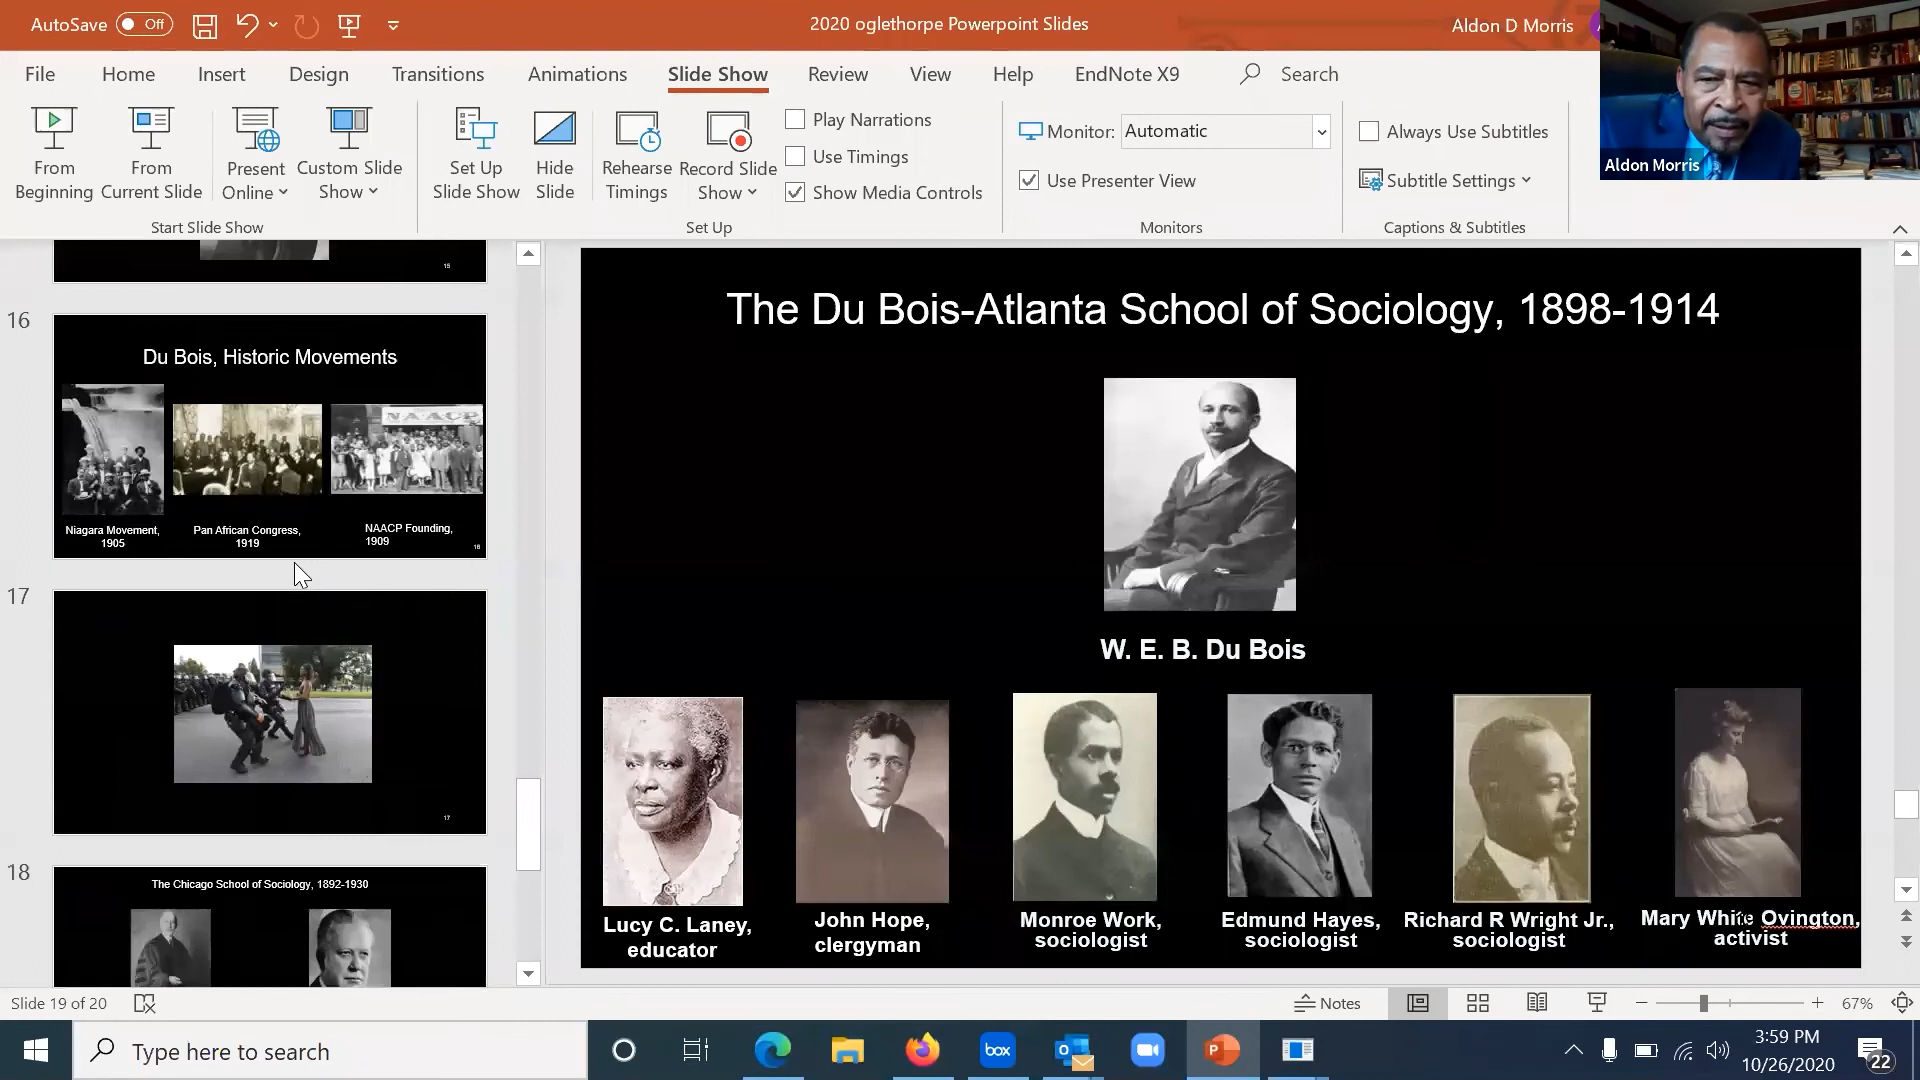 AutoSave Off
2020 oglethorpe Powerpoint Slides
Aldon D Morris
File Home Insert Design Transitions Animations Slide Show Review View Help EndNote X9 Search
From Beginning
From Current Slide
Present Online
Custom Slide Show
Start Slide Show
Set Up Slide Show
Hide Slide
Rehearse Timings
Record Slide Show
Play Narrations
Use Timings
Show Media Controls
Set Up
Monitor: Automatic
Use Presenter View
Monitors
Always Use Subtitles
Subtitle Settings
Captions & Subtitles
Aldon Morris
15
16
Du Bois, Historic Movements
NAACP
Niagara Movement,
1905
Pan African Congress,
1919
NAACP Founding,
1909
16
17
17
18
The Chicago School of Sociology, 1892-1930
The Du Bois-Atlanta School of Sociology, 1898-1914
W. E. B. Du Bois
Lucy C. Laney,
educator
John Hope,
clergyman
Monroe Work,
sociologist
Edmund Hayes,
sociologist
Richard R Wright Jr.,
sociologist
Mary White Ovington,
activist
Slide 19 of 20
Notes
67%
Type here to search
box
3:59 PM
10/26/2020
22